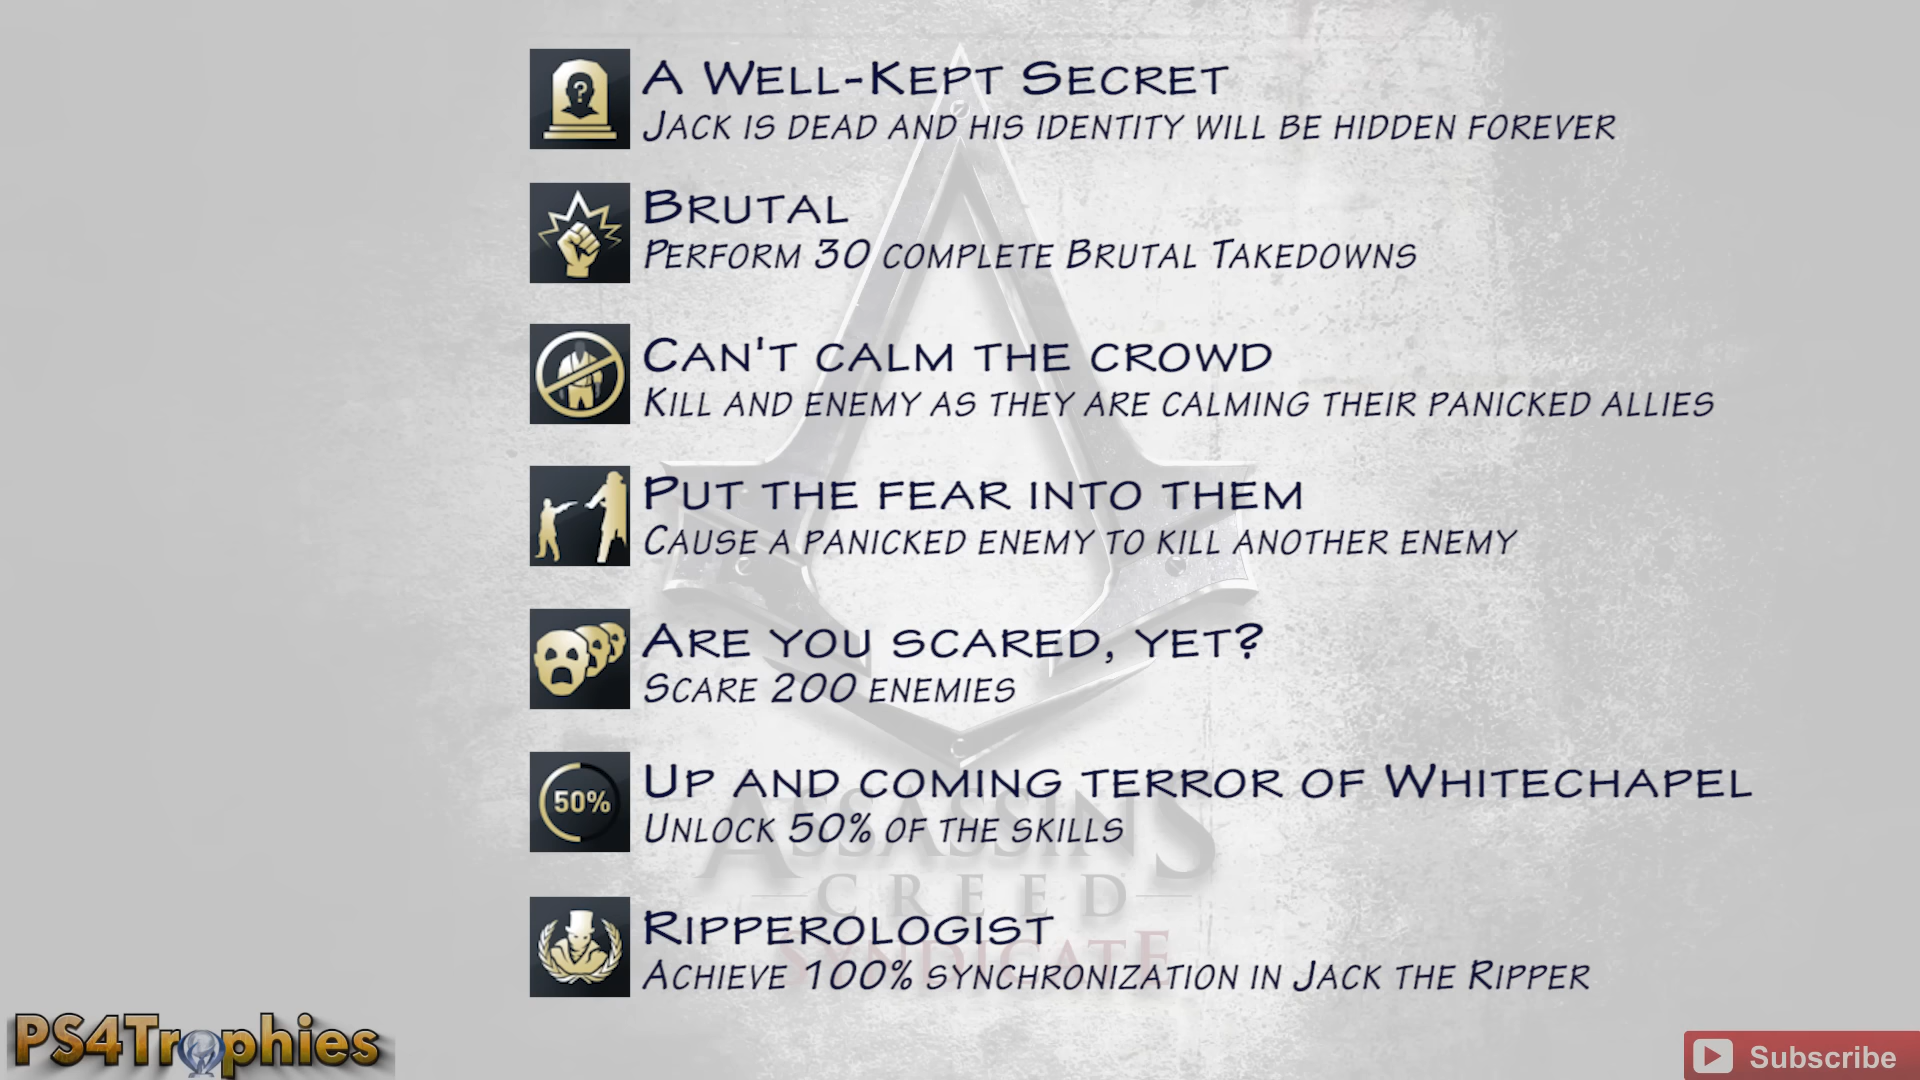 A Well-Kept Secret
Jack is dead and his identity will be hidden forever
Brutal
Perform 30 complete Brutal Takedowns
Can't calm the crowd
Kill and enemy as they are calming their panicked allies
Put the fear into them
Cause a panicked enemy to kill another enemy
Are you scared, yet?
Scare 200 enemies
50%
Up and coming terror of Whitechapel
Unlock 50% of the skills
Assassin's
Creed
Syndicate
Ripperologist
Achieve 100% synchronization in Jack the Ripper
PS4Trophies
Subscribe